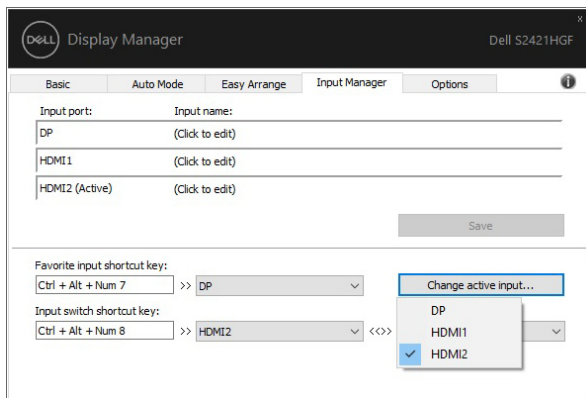 DELL Display Manager Dell S2421HGF
Basic Auto Mode Easy Arrange Input Manager Options
Input port: Input name:
DP (Click to edit)
HDMI1 (Click to edit)
HDMI2 (Active) (Click to edit)
Save
Favorite input shortcut key:
Ctrl + Alt + Num 7 >> DP Change active input...
Input switch shortcut key:
Ctrl + Alt + Num 8 >> HDMI2 <<>>
DP
HDMI1
HDMI2